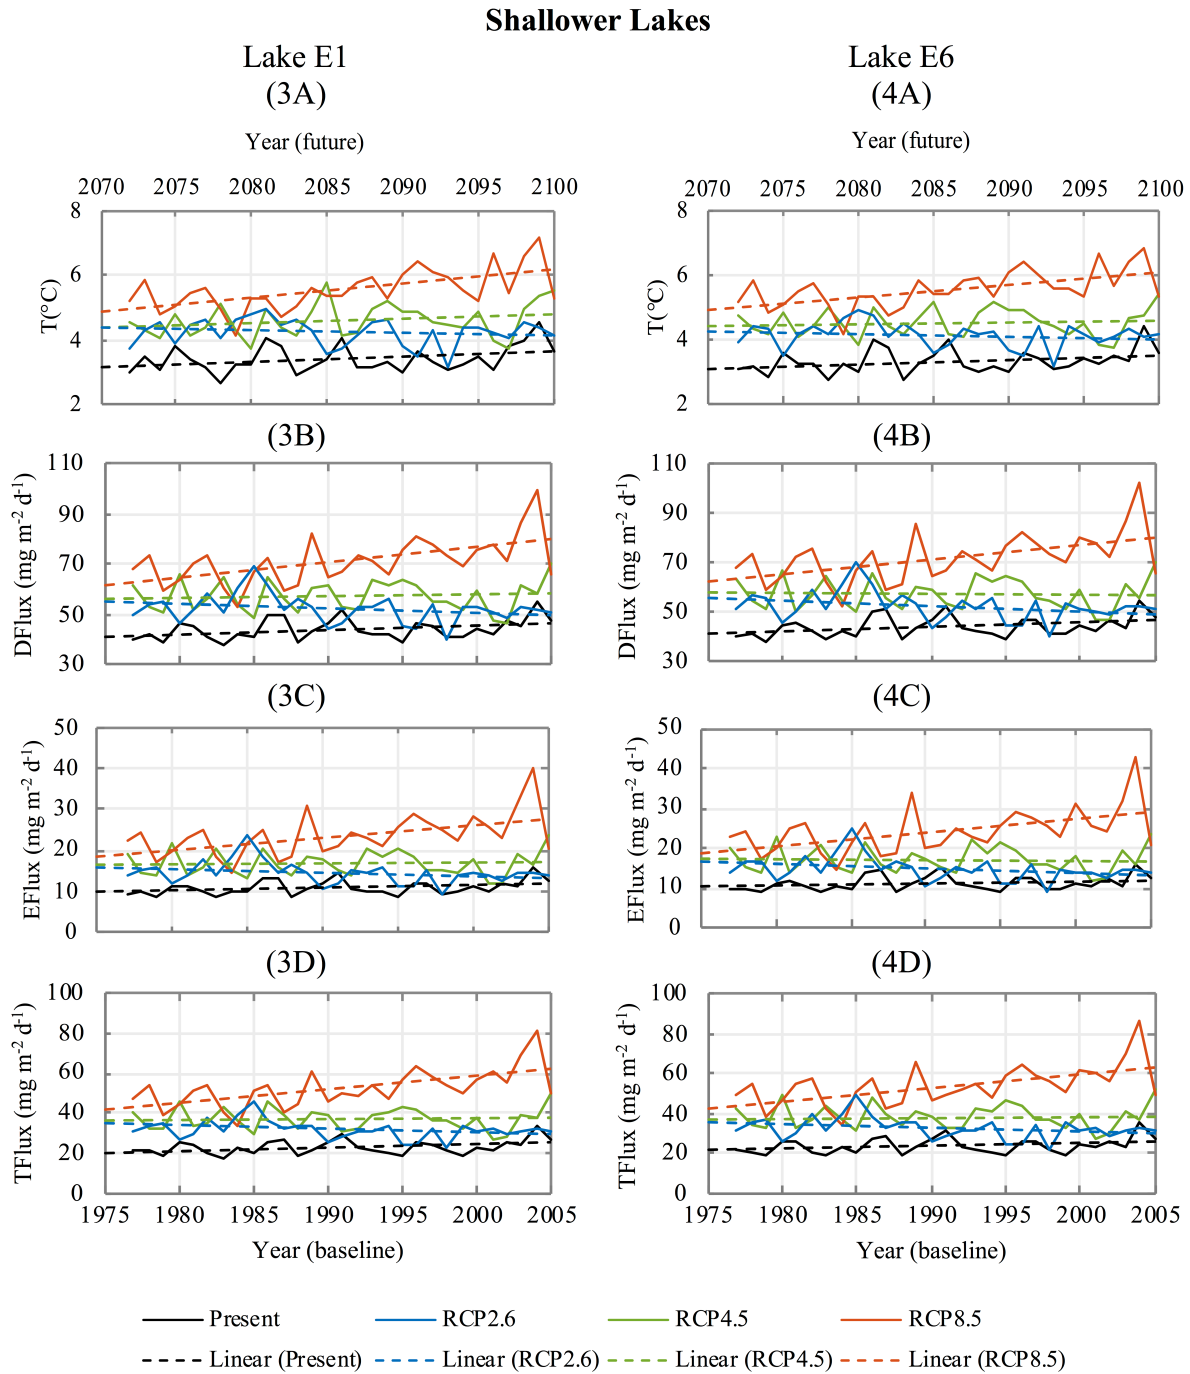 Shallower Lakes
Lake E1
(3A)
Year (future)
2070 2075 2080 2085 2090 2095 2100
8
6
4
2
T(°C)
(3B)
110
90
70
50
30
DFlux (mg m-2 d-1)
(3C)
50
40
30
20
10
0
EFlux (mg m-2 d-1)
(3D)
100
80
60
40
20
0
TFlux (mg m-2 d-1)
1975 1980 1985 1990 1995 2000 2005
Year (baseline)
Lake E6
(4A)
Year (future)
2070 2075 2080 2085 2090 2095 2100
8
6
4
2
T(°C)
(4B)
110
90
70
50
30
DFlux (mg m-2 d-1)
(4C)
50
40
30
20
10
0
EFlux (mg m-2 d-1)
(4D)
100
80
60
40
20
0
TFlux (mg m-2 d-1)
1975 1980 1985 1990 1995 2000 2005
Year (baseline)
Present RCP2.6 RCP4.5 RCP8.5
Linear (Present) Linear (RCP2.6) Linear (RCP4.5) Linear (RCP8.5)